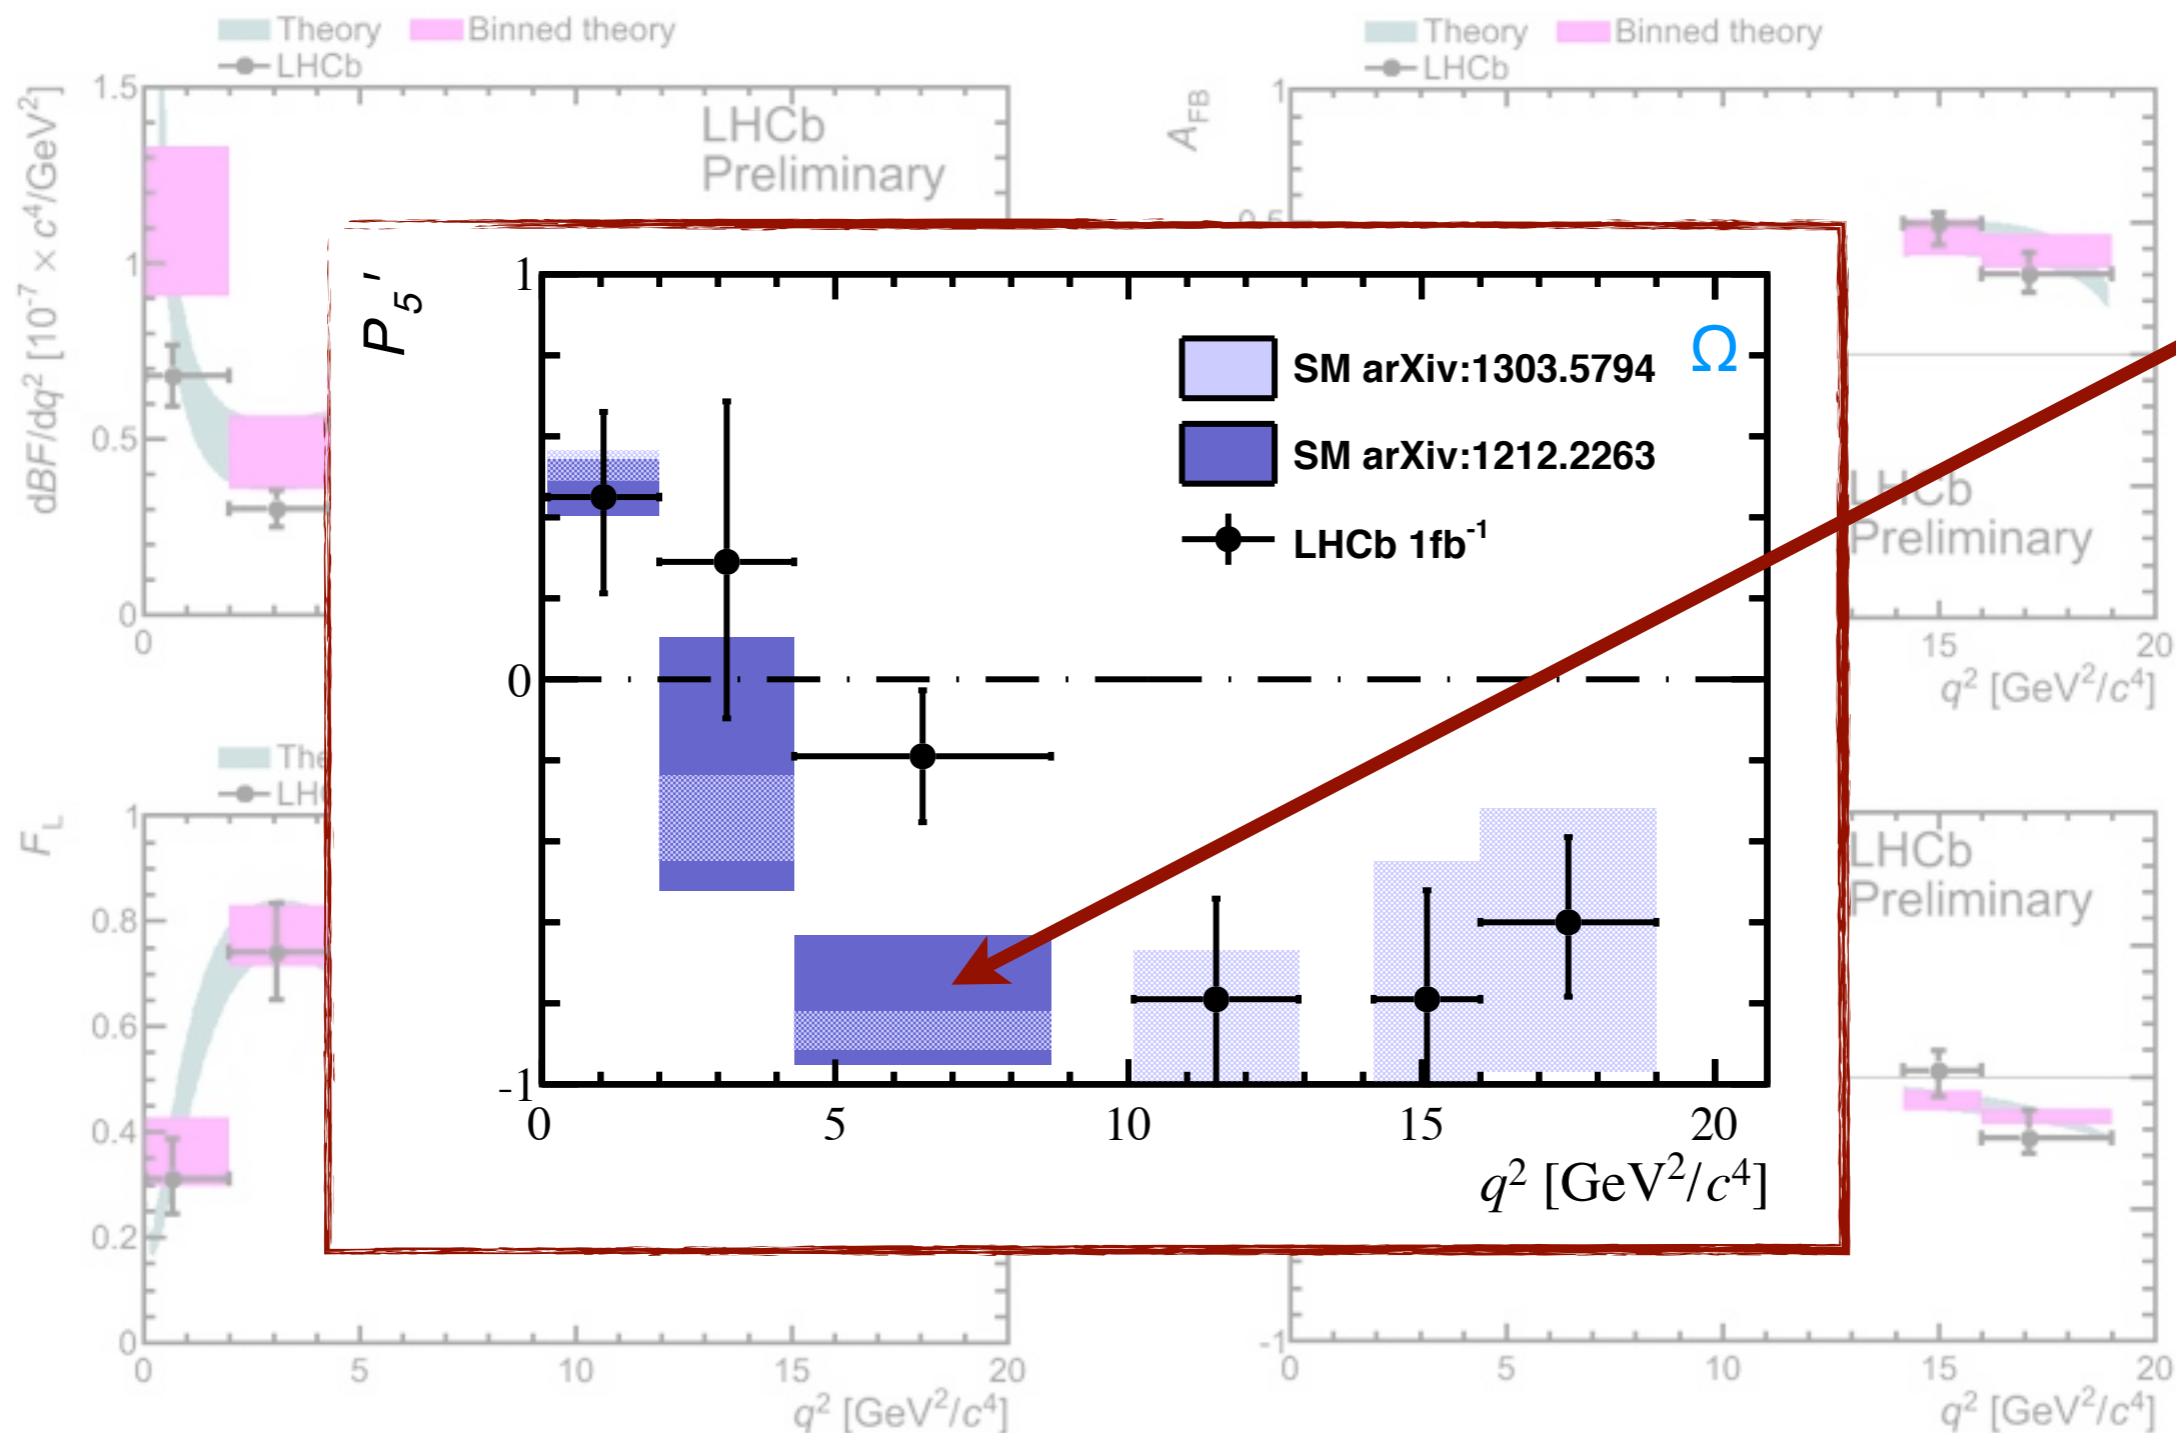 Theory Binned theory
LHCb
1.5
1
0.5
0
dBF/dq² [10⁻⁷ × c⁴/GeV²]
LHCb
Preliminary
0
Theory Binned theory
LHCb
1
0.5
A_FB
LHCb
Preliminary
15 20
q² [GeV²/c⁴]
P₅'
1
0
-1
SM arXiv:1303.5794
Ω
SM arXiv:1212.2263
LHCb 1fb⁻¹
0 5 10 15 20
q² [GeV²/c⁴]
F_L
1
0.8
0.6
0.4
0.2
0
0 5 10 15 20
q² [GeV²/c⁴]
LHCb
Preliminary
-1
0 5 10 15 20
q² [GeV²/c⁴]